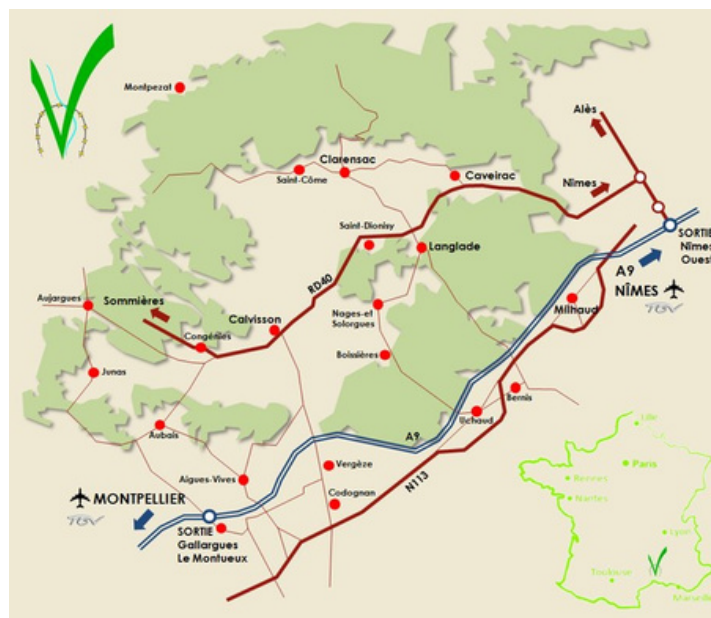 Montpezat
Alès
Clarensac
Saint-Côme
Caveirac
Nîmes
Saint-Dionisy
Langlade
SORTIE
Nîmes
Ouest
A9
NÎMES
TGV
RD40
Sommières
Aujargues
Calvisson
Nages-et
Solorgues
Milhaud
Congénies
Boissières
Junas
Bernis
Uchaud
Aubais
A9
Lille
Paris
Vergèze
Aigues-Vives
N113
Rennes
Nantes
MONTPELLIER
TGV
Codognan
SORTIE
Gallargues
Le Montueux
Lyon
Toulouse
Marseille